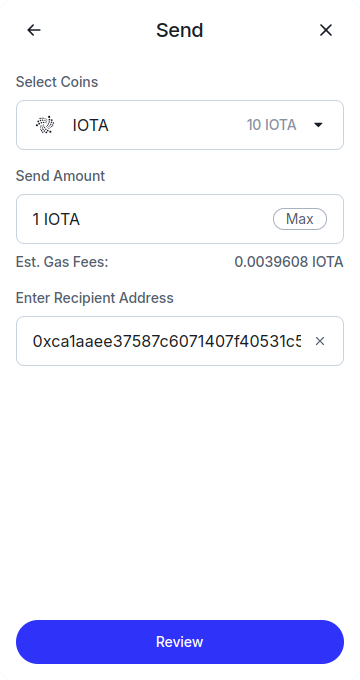 Send
Select Coins
IOTA 10 IOTA
Send Amount
1 IOTA Max
Est. Gas Fees: 0.0039608 IOTA
Enter Recipient Address
0xca1aaee37587c6071407f40531c5
Review